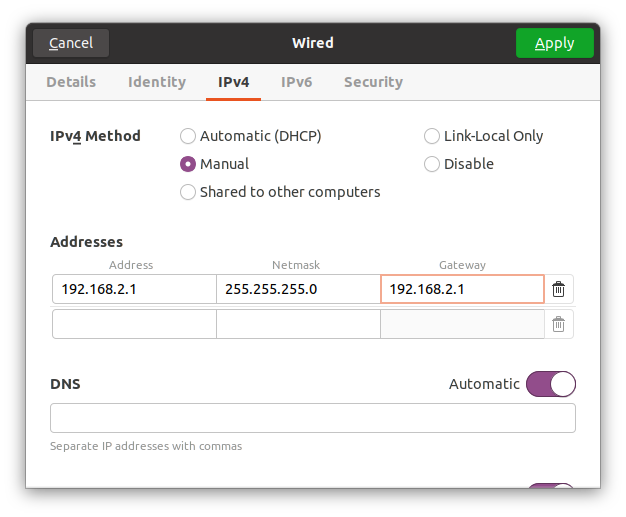 Cancel Wired Apply
Details Identity IPv4 IPv6 Security
IPv4 Method Automatic (DHCP) Link-Local Only
Manual Disable
Shared to other computers
Addresses
Address Netmask Gateway
192.168.2.1 255.255.255.0 192.168.2.1
DNS Automatic
Separate IP addresses with commas